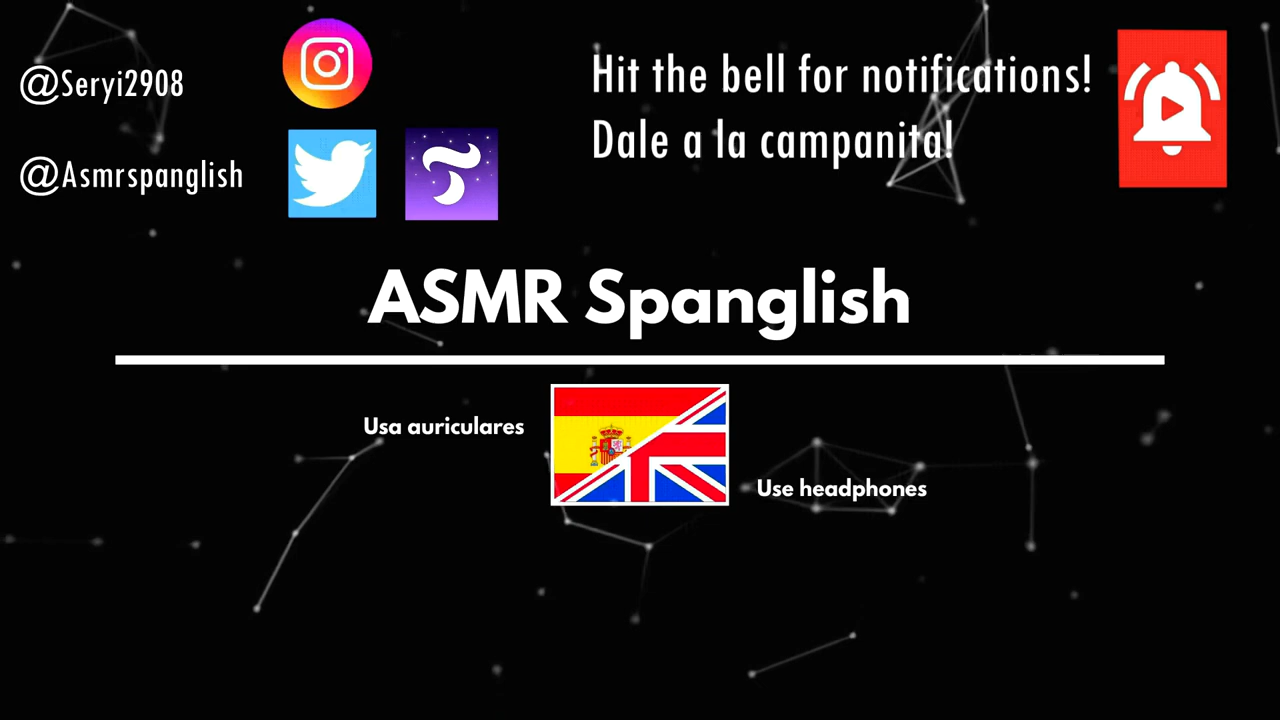 @Seryi2908
@Asmrspanglish
Hit the bell for notifications!
Dale a la campanita!
ASMR Spanglish
Usa auriculares
Use headphones